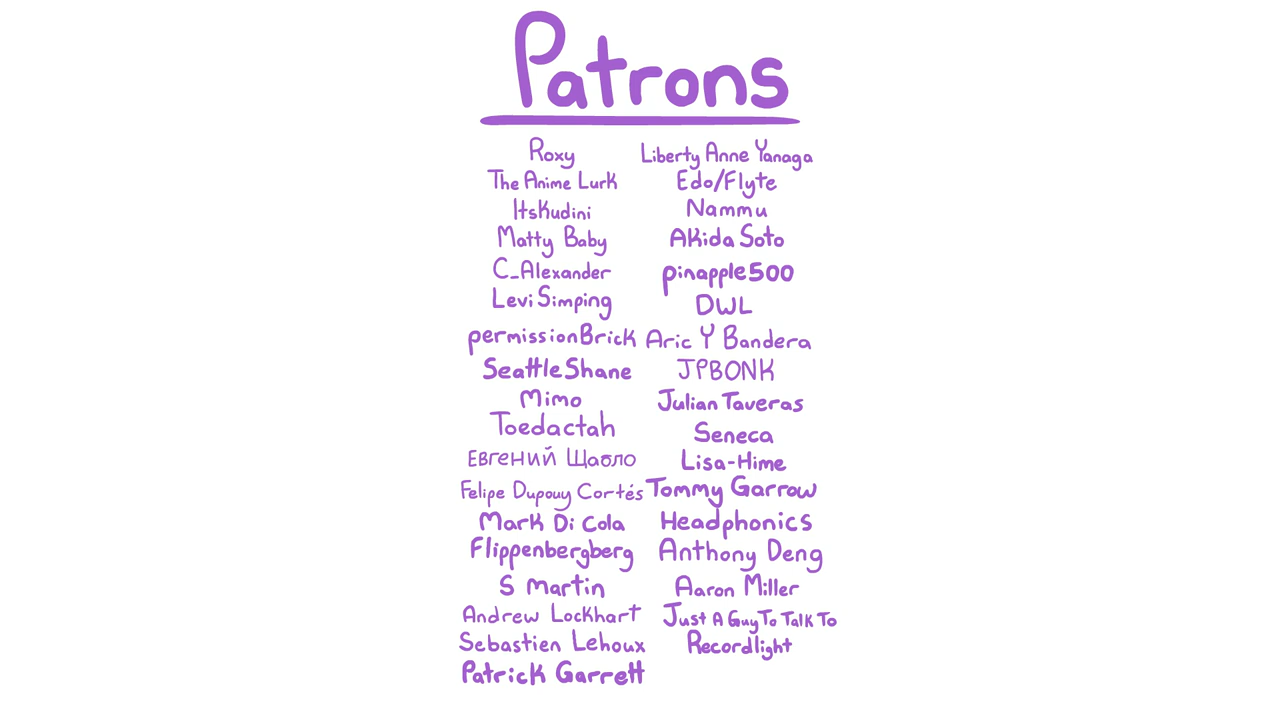 Patrons
Roxy
The Anime Lurk
ItsKudini
Matty Baby
C_Alexander
Levi Simping
permissionBrick
SeattleShane
Mimo
Toedactah
Евгений Щабло
Felipe Dupouy Cortés
Mark Di Cola
Flippenbergberg
S Martin
Andrew Lockhart
Sebastien Lehoux
Patrick Garrett
Liberty Anne Yanaga
Edo/Flyte
Nammu
Akida Soto
pinapple500
DWL
Aric Y Bandera
JPBONK
Julian Taveras
Seneca
Lisa-Hime
Tommy Garrow
Headphonics
Anthony Deng
Aaron Miller
Just A Guy To Talk To
Recordlight